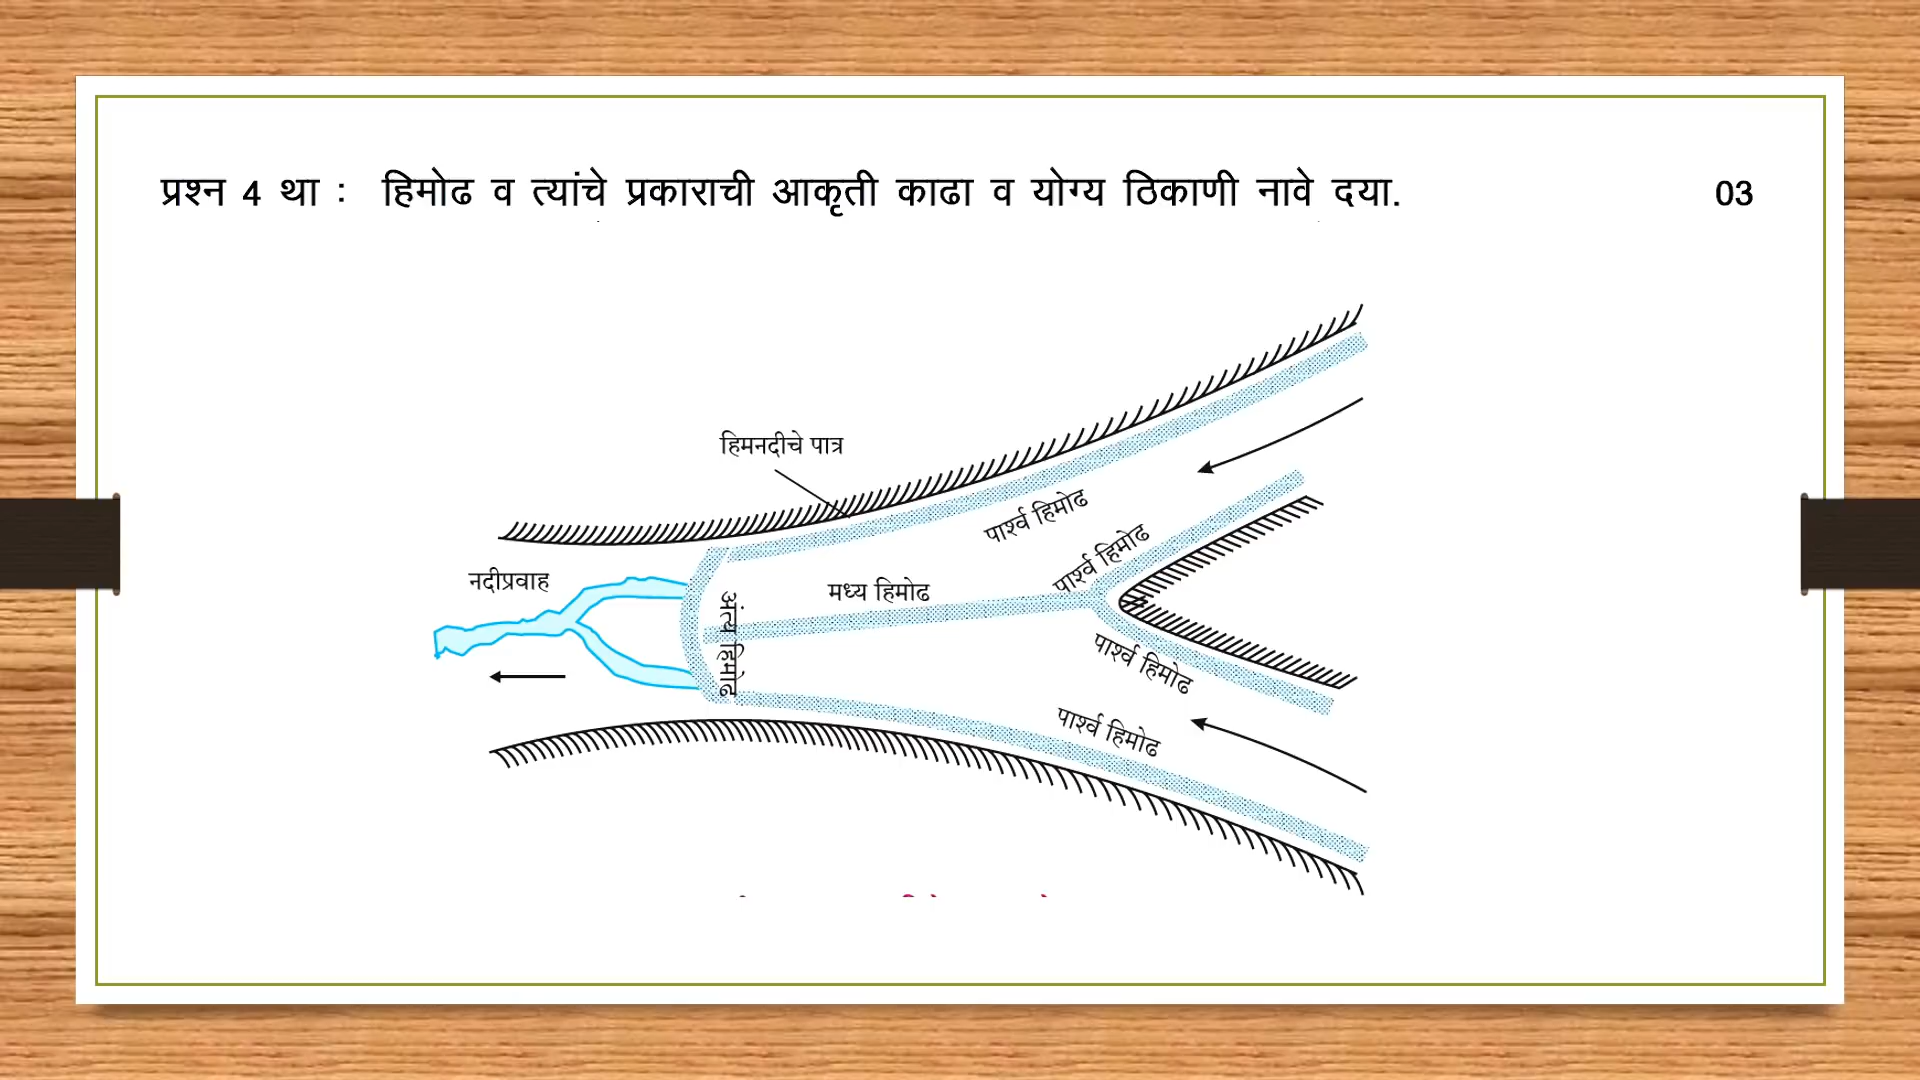 प्रश्न 4 था : हिमोढ व त्यांचे प्रकाराची आकृती काढा व योग्य ठिकाणी नावे दया. 03
हिमनदीचे पात्र
पार्श्व हिमोढ
पार्श्व हिमोढ
नदीप्रवाह
मध्य हिमोढ
अंत्य हिमोढ
पार्श्व हिमोढ
पार्श्व हिमोढ